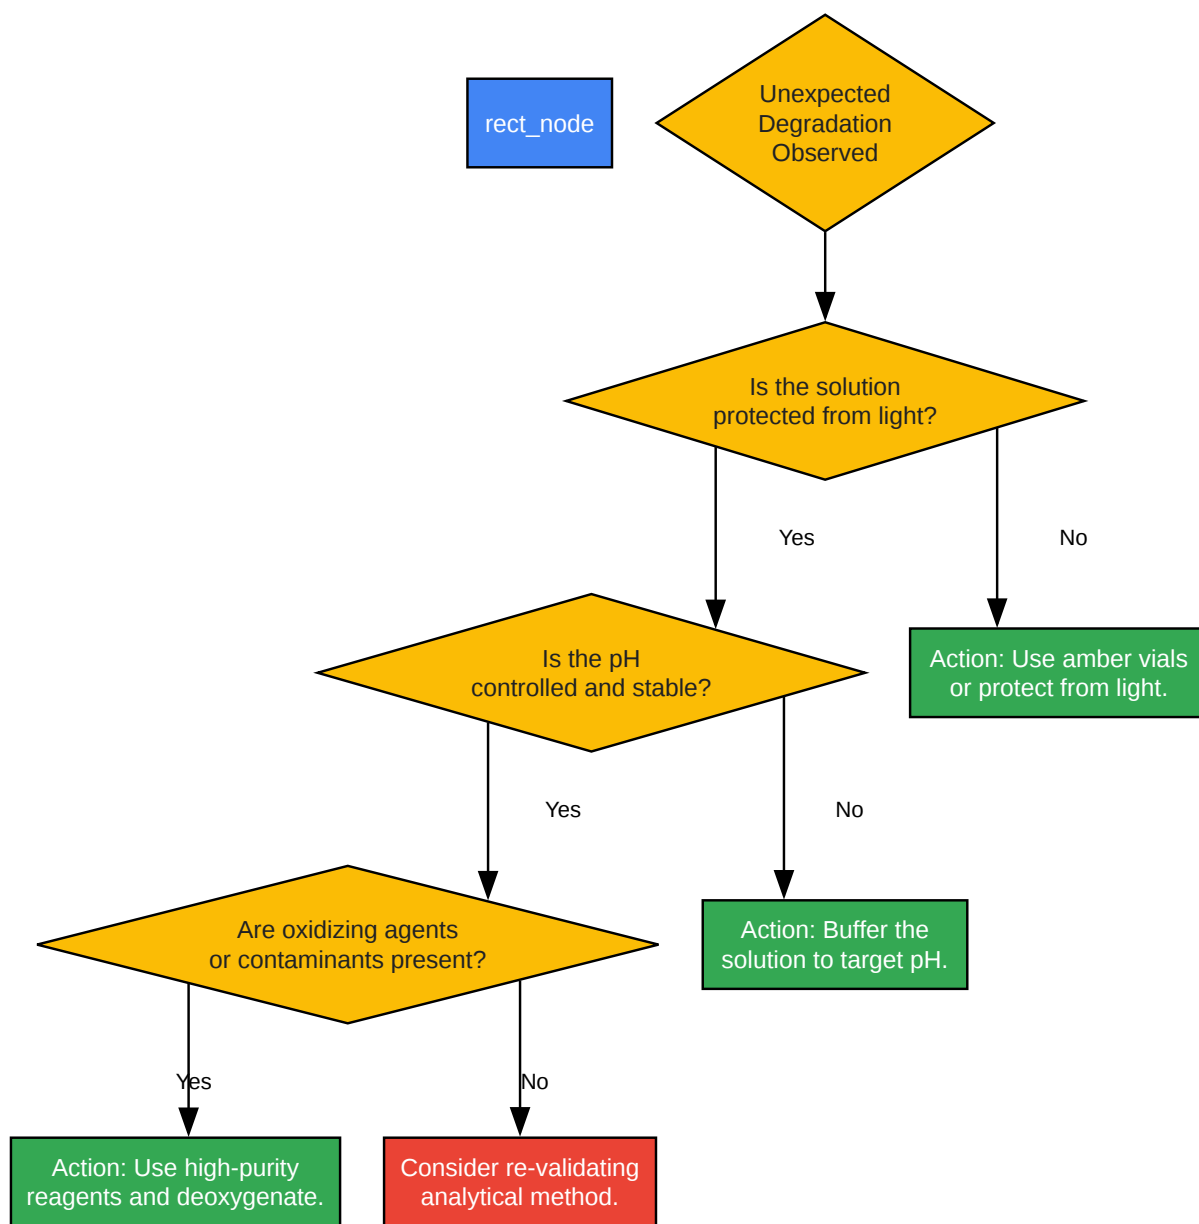 rect_node
Unexpected
Degradation
Observed
Is the solution
protected from light?
Yes
No
Is the pH
controlled and stable?
Action: Use amber vials
or protect from light.
Yes
No
Are oxidizing agents
or contaminants present?
Action: Buffer the
solution to target pH.
Yes
No
Action: Use high-purity
reagents and deoxygenate.
Consider re-validating
analytical method.